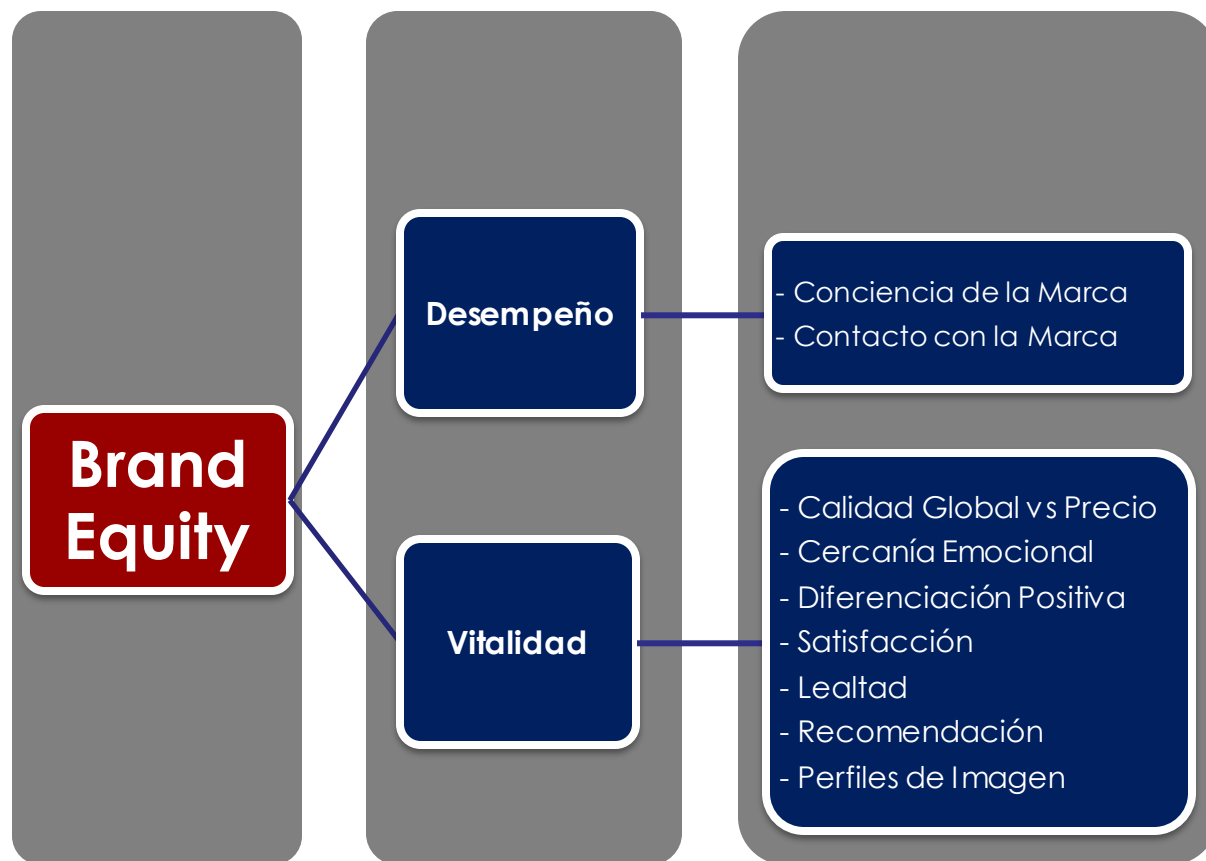 Brand
Equity
Desempeño
- Conciencia de la Marca
- Contacto con la Marca
Vitalidad
- Calidad Global vs Precio
- Cercanía Emocional
- Diferenciación Positiva
- Satisfacción
- Lealtad
- Recomendación
- Perfiles de Imagen